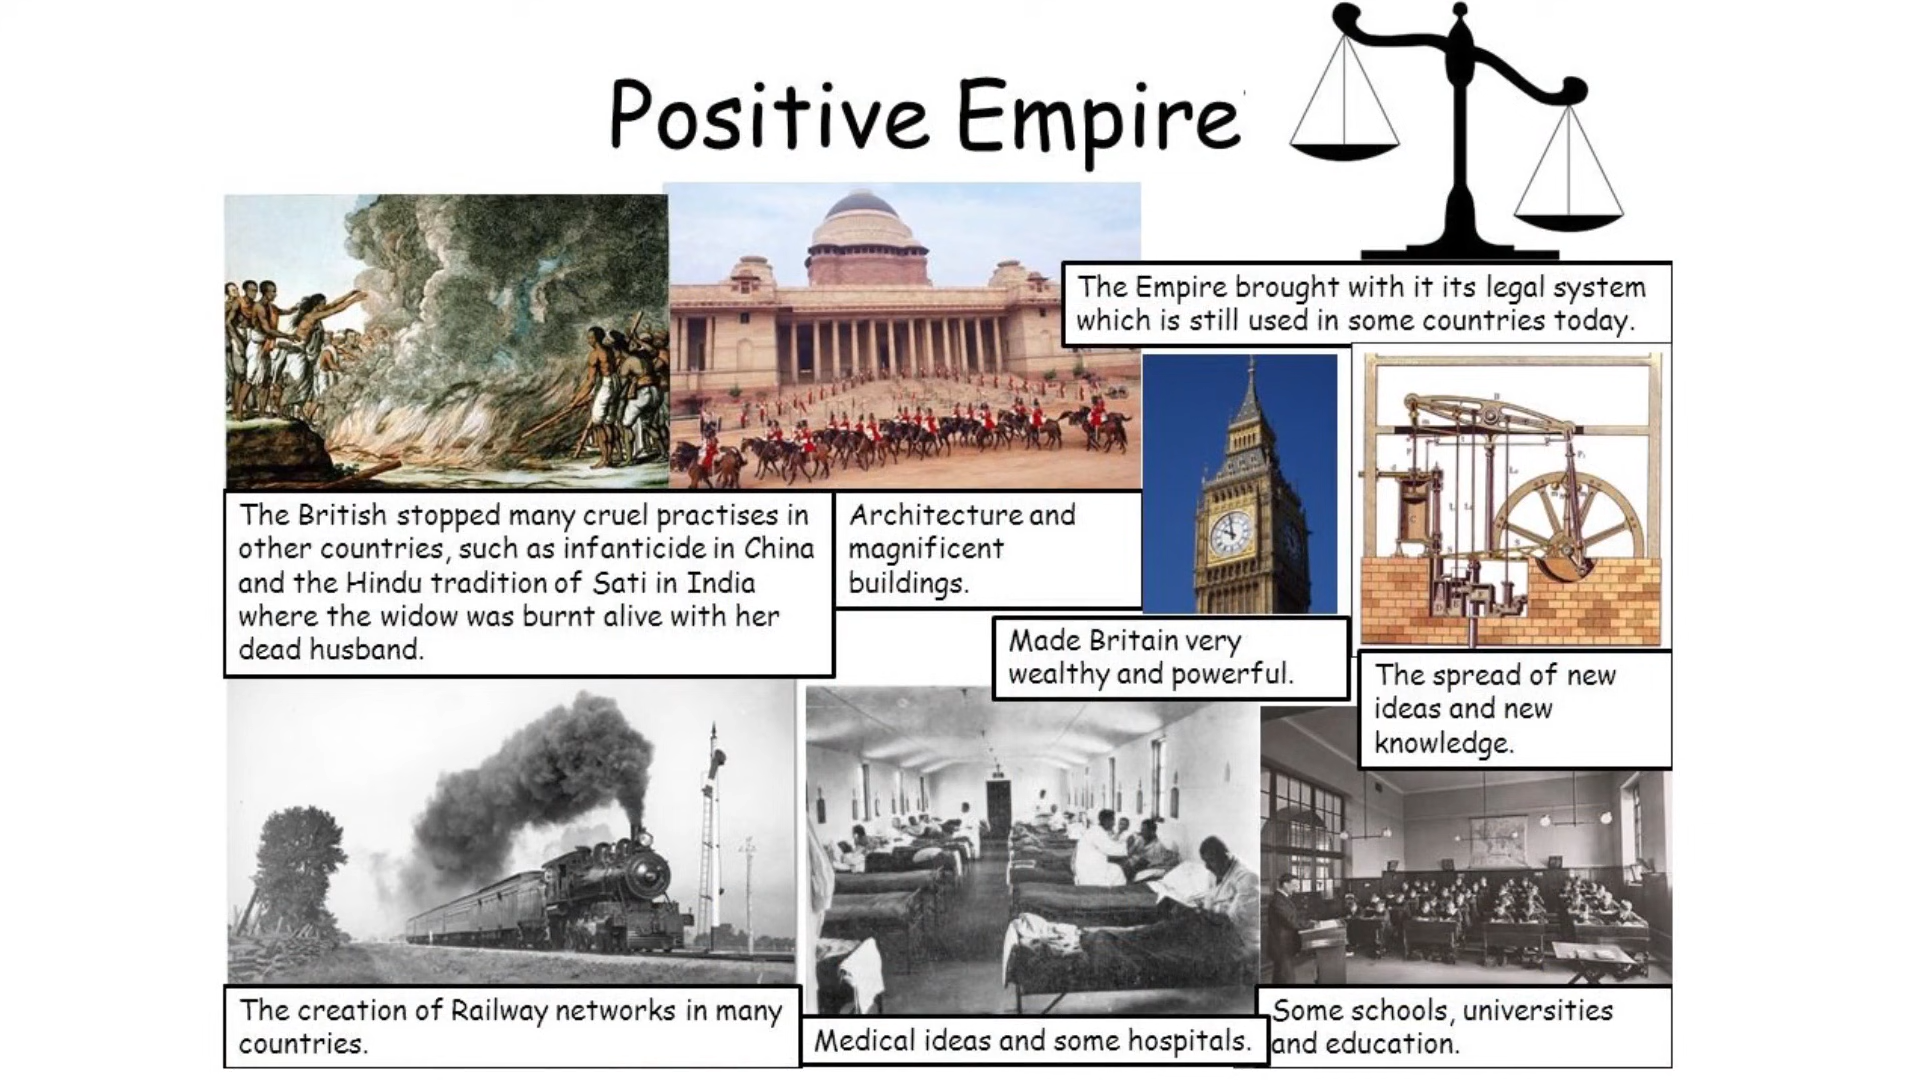 Positive Empire
The Empire brought with it its legal system
which is still used in some countries today.
The British stopped many cruel practises in
other countries, such as infanticide in China
and the Hindu tradition of Sati in India
where the widow was burnt alive with her
dead husband.
Architecture and
magnificent
buildings.
Made Britain very
wealthy and powerful.
The spread of new
ideas and new
knowledge.
The creation of Railway networks in many
countries.
Medical ideas and some hospitals.
Some schools, universities
and education.